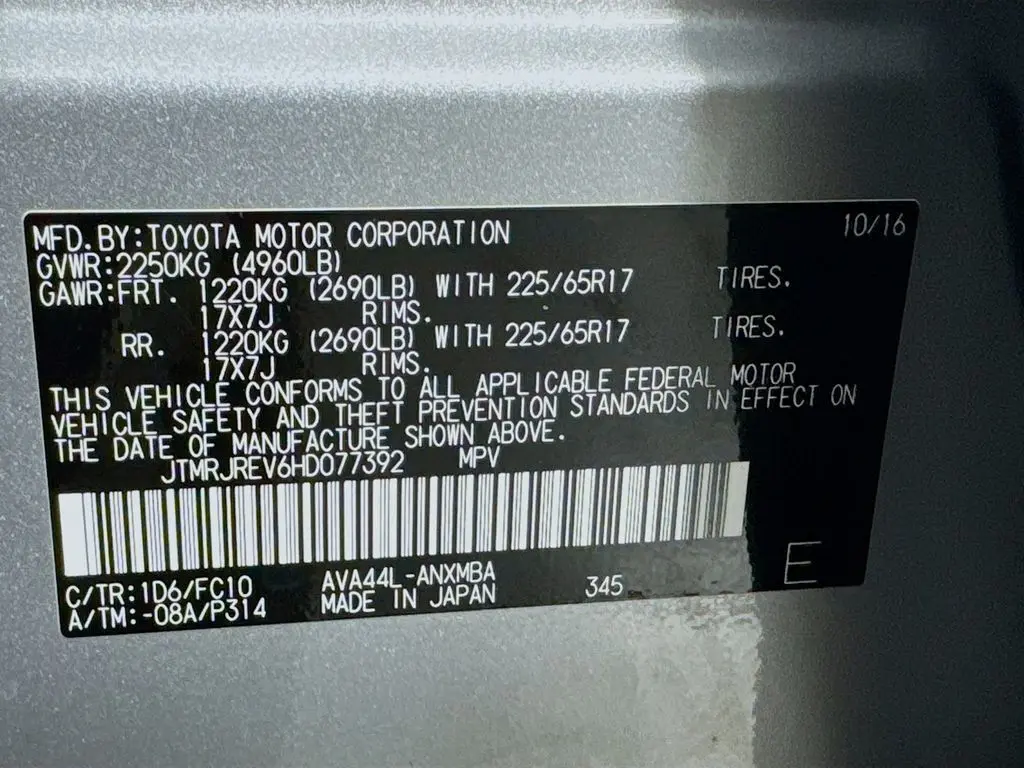 MFD.BY:TOYOTA MOTOR CORPORATION 10/16
GVWR:2250KG (4960LB)
GAWR:FRT. 1220KG (2690LB) WITH 225/65R17 TIRES.
17X7J RIMS.
RR. 1220KG (2690LB) WITH 225/65R17 TIRES.
17X7J RIMS.
THIS VEHICLE CONFORMS TO ALL APPLICABLE FEDERAL MOTOR
VEHICLE SAFETY AND THEFT PREVENTION STANDARDS IN EFFECT ON
THE DATE OF MANUFACTURE SHOWN ABOVE.
JTMRJREV6HD077392 MPV
C/TR:1D6/FC10 AVA44L-ANXMBA 345 E
A/TM:-08A/P314 MADE IN JAPAN